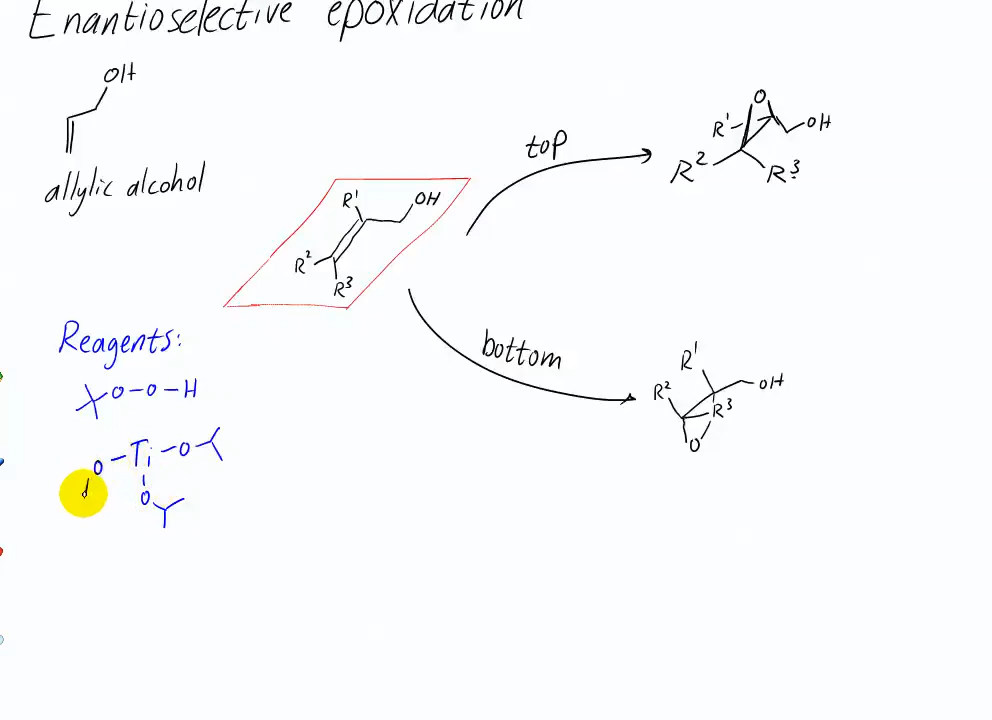 Enantioselective epoxidation
OH
allylic alcohol
top
O
R' OH
R² R³
R' OH
R²
R³
Reagents:
O-O-H
O-Ti-O
O
bottom
R'
R² OH
R³
O